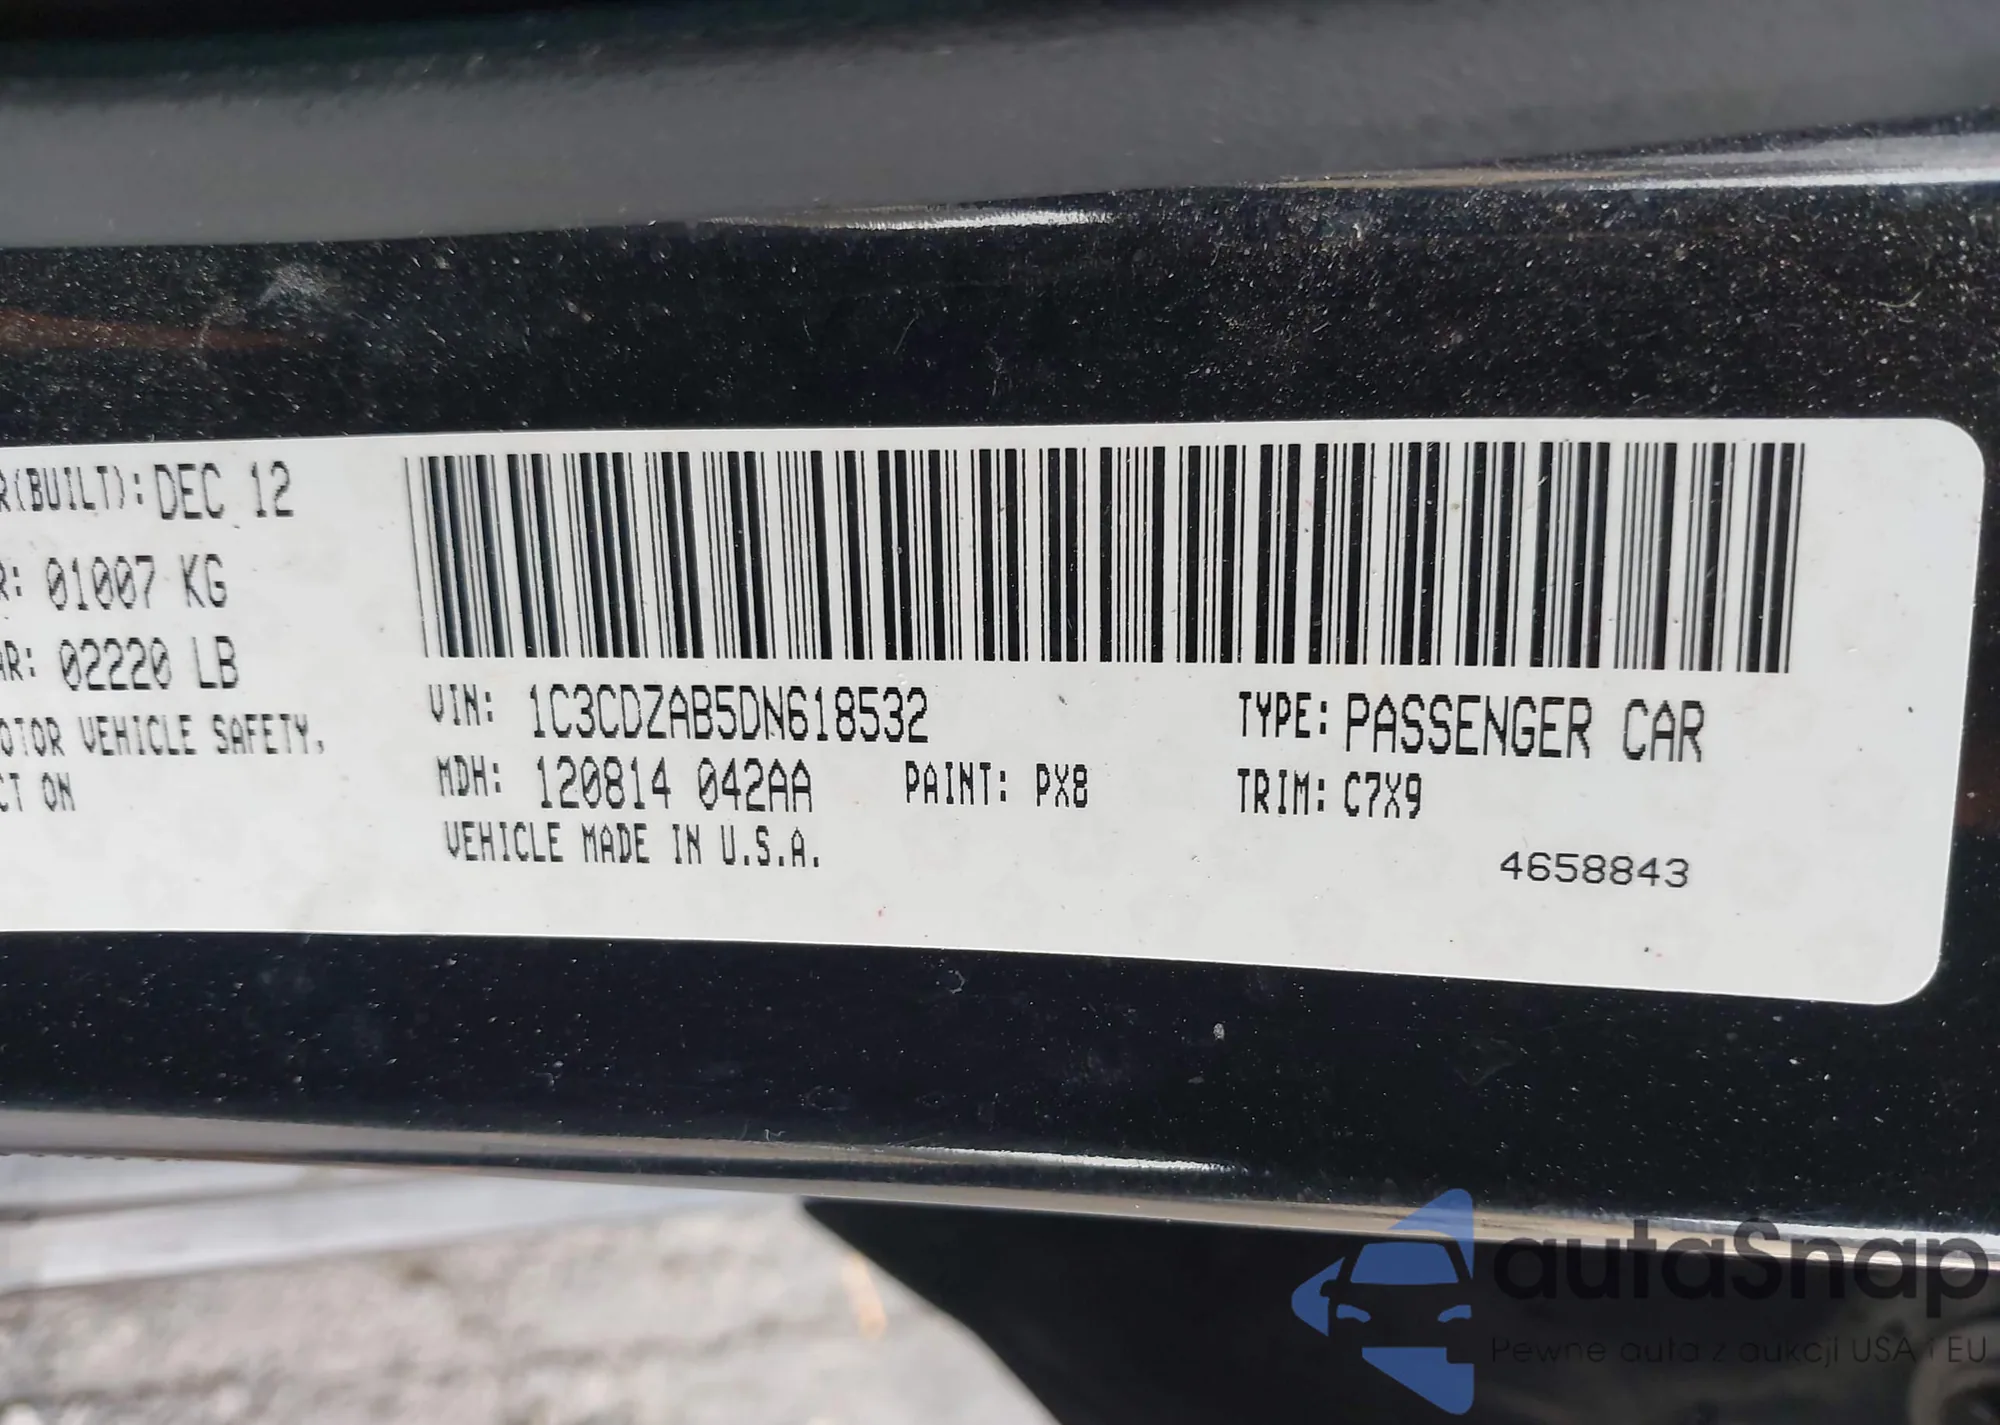 R(BUILT): DEC 12
R: 01007 KG
AR: 02220 LB
OTOR VEHICLE SAFETY,
CT ON
VIN: 1C3CDZAB5DN618532
TYPE: PASSENGER CAR
MDH: 120814 042AA
PAINT: PX8
TRIM: C7X9
VEHICLE MADE IN U.S.A.
4658843
autaSnap
Pewne auta z aukcji USA i EU